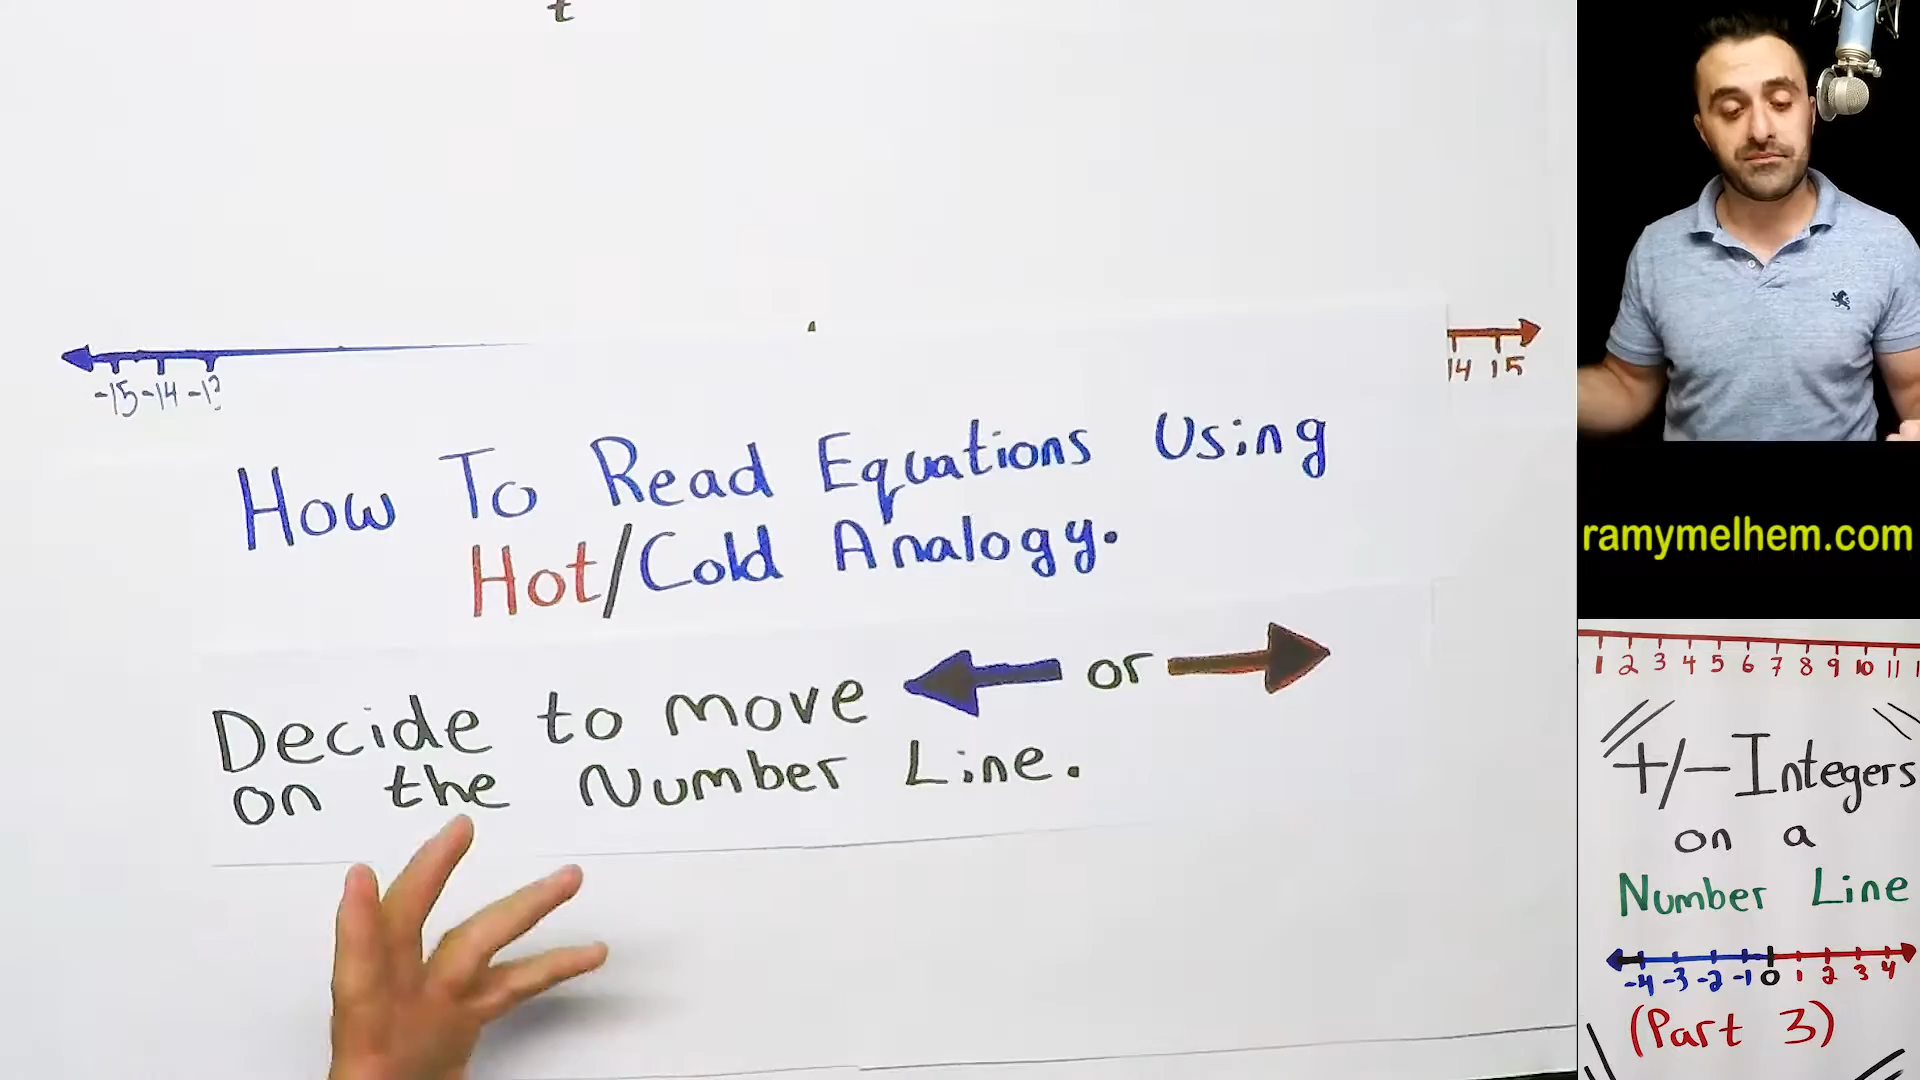 t
-15 -14 -13
14 15
How To Read Equations Using
Hot/Cold Analogy.
Decide to move or
on the Number Line.
ramymelhem.com
1 2 3 4 5 6 7 8 9 10 11
+/- Integers
on a
Number Line
-4 -3 -2 -1 0 1 2 3 4
(Part 3)